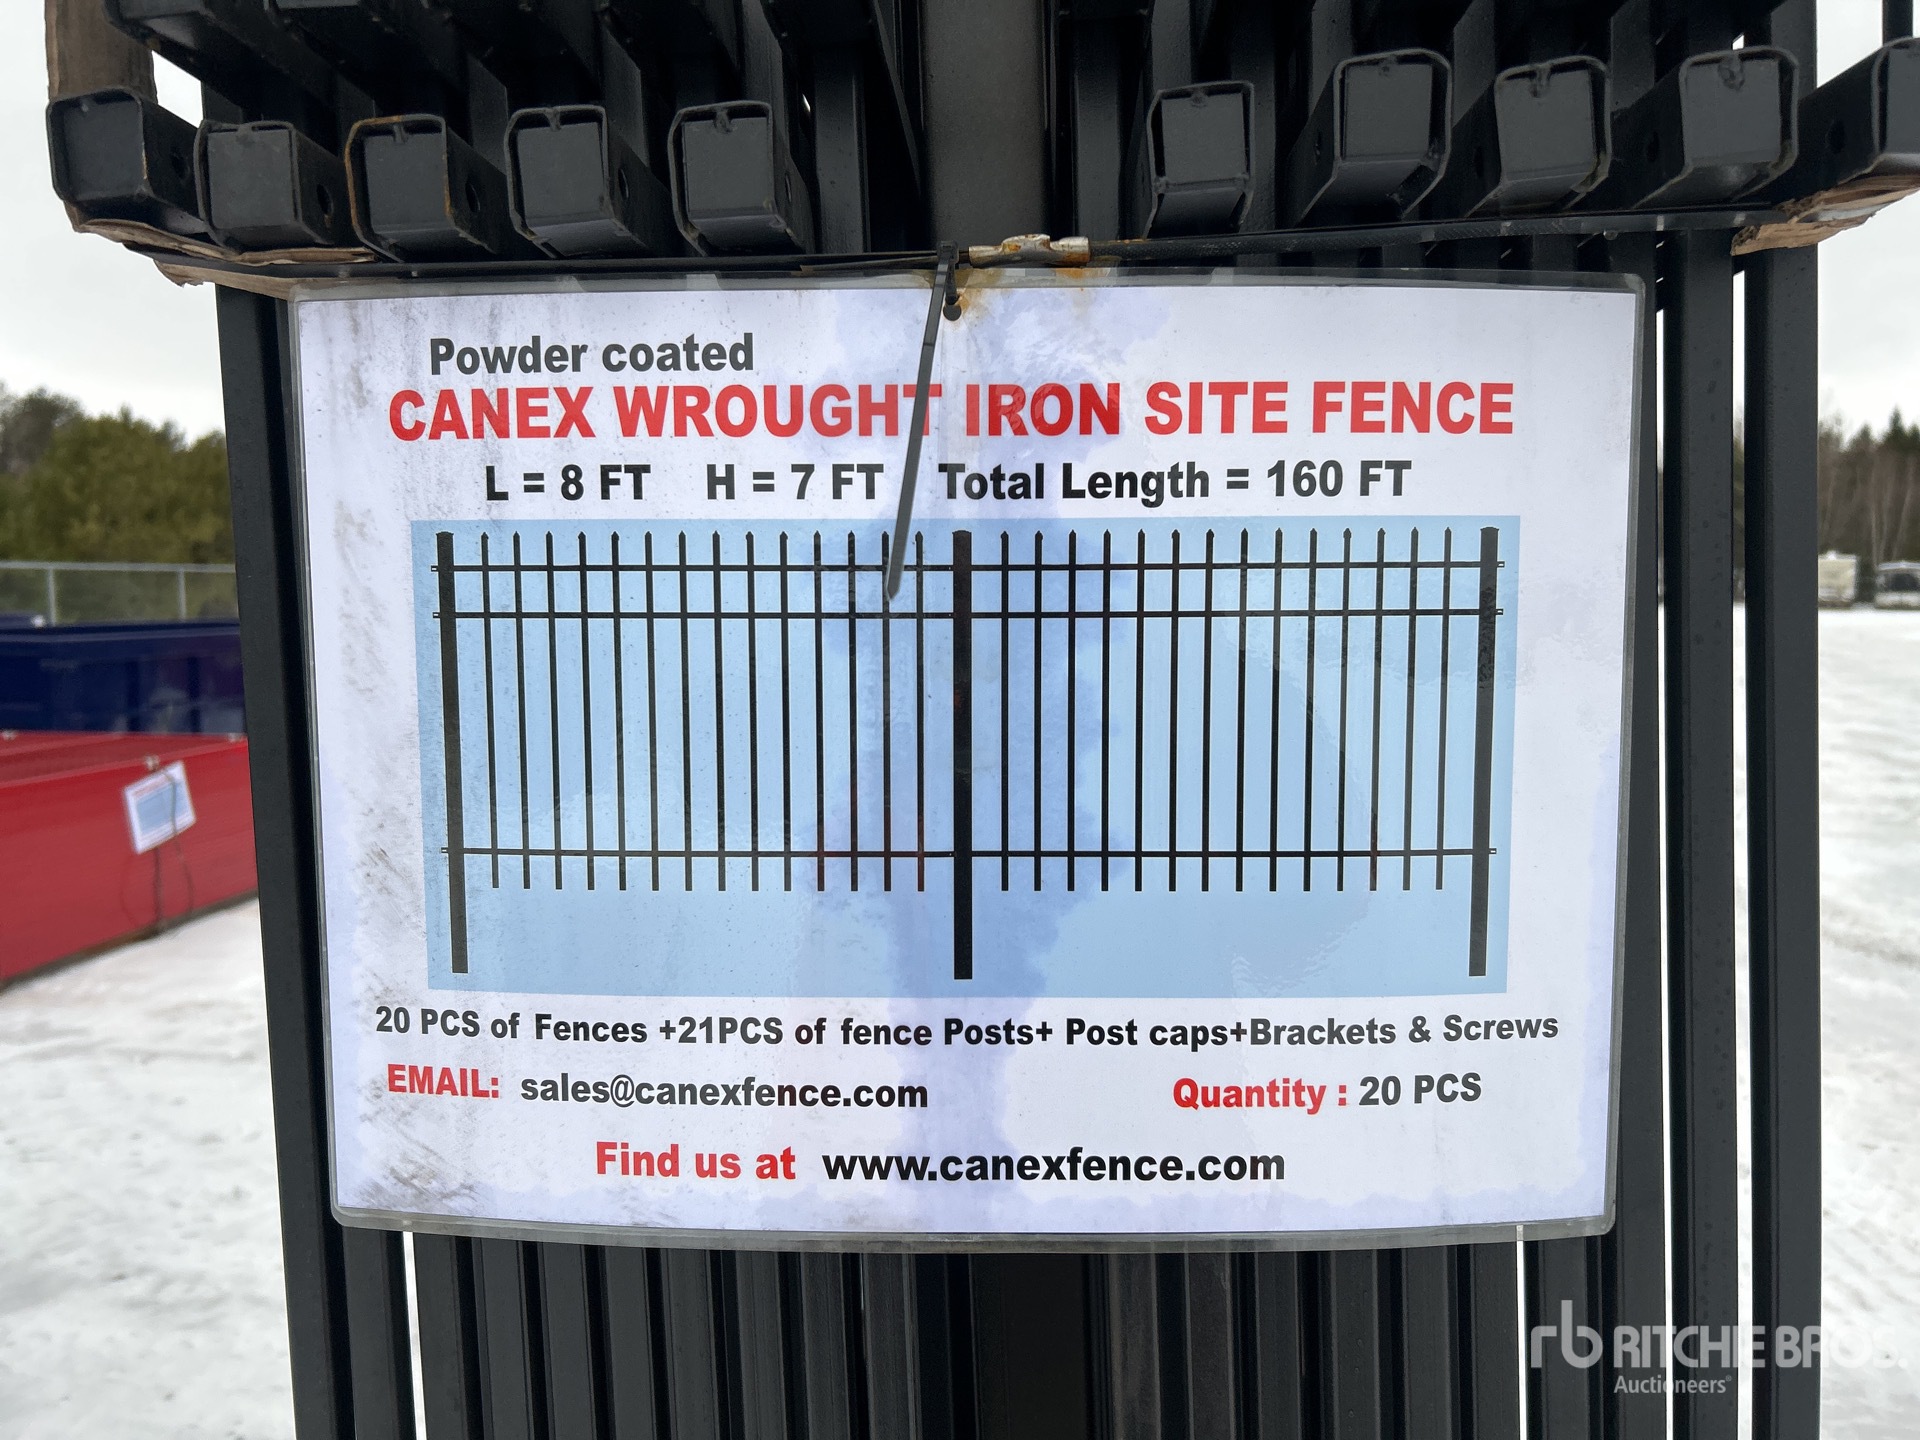 Powder coated
CANEX WROUGHT IRON SITE FENCE
L = 8 FT H = 7 FT Total Length = 160 FT
20 PCS of Fences +21PCS of fence Posts+ Post caps+Brackets & Screws
EMAIL: sales@canexfence.com Quantity : 20 PCS
Find us at www.canexfence.com
rb RITCHIE BROS.
Auctioneers®